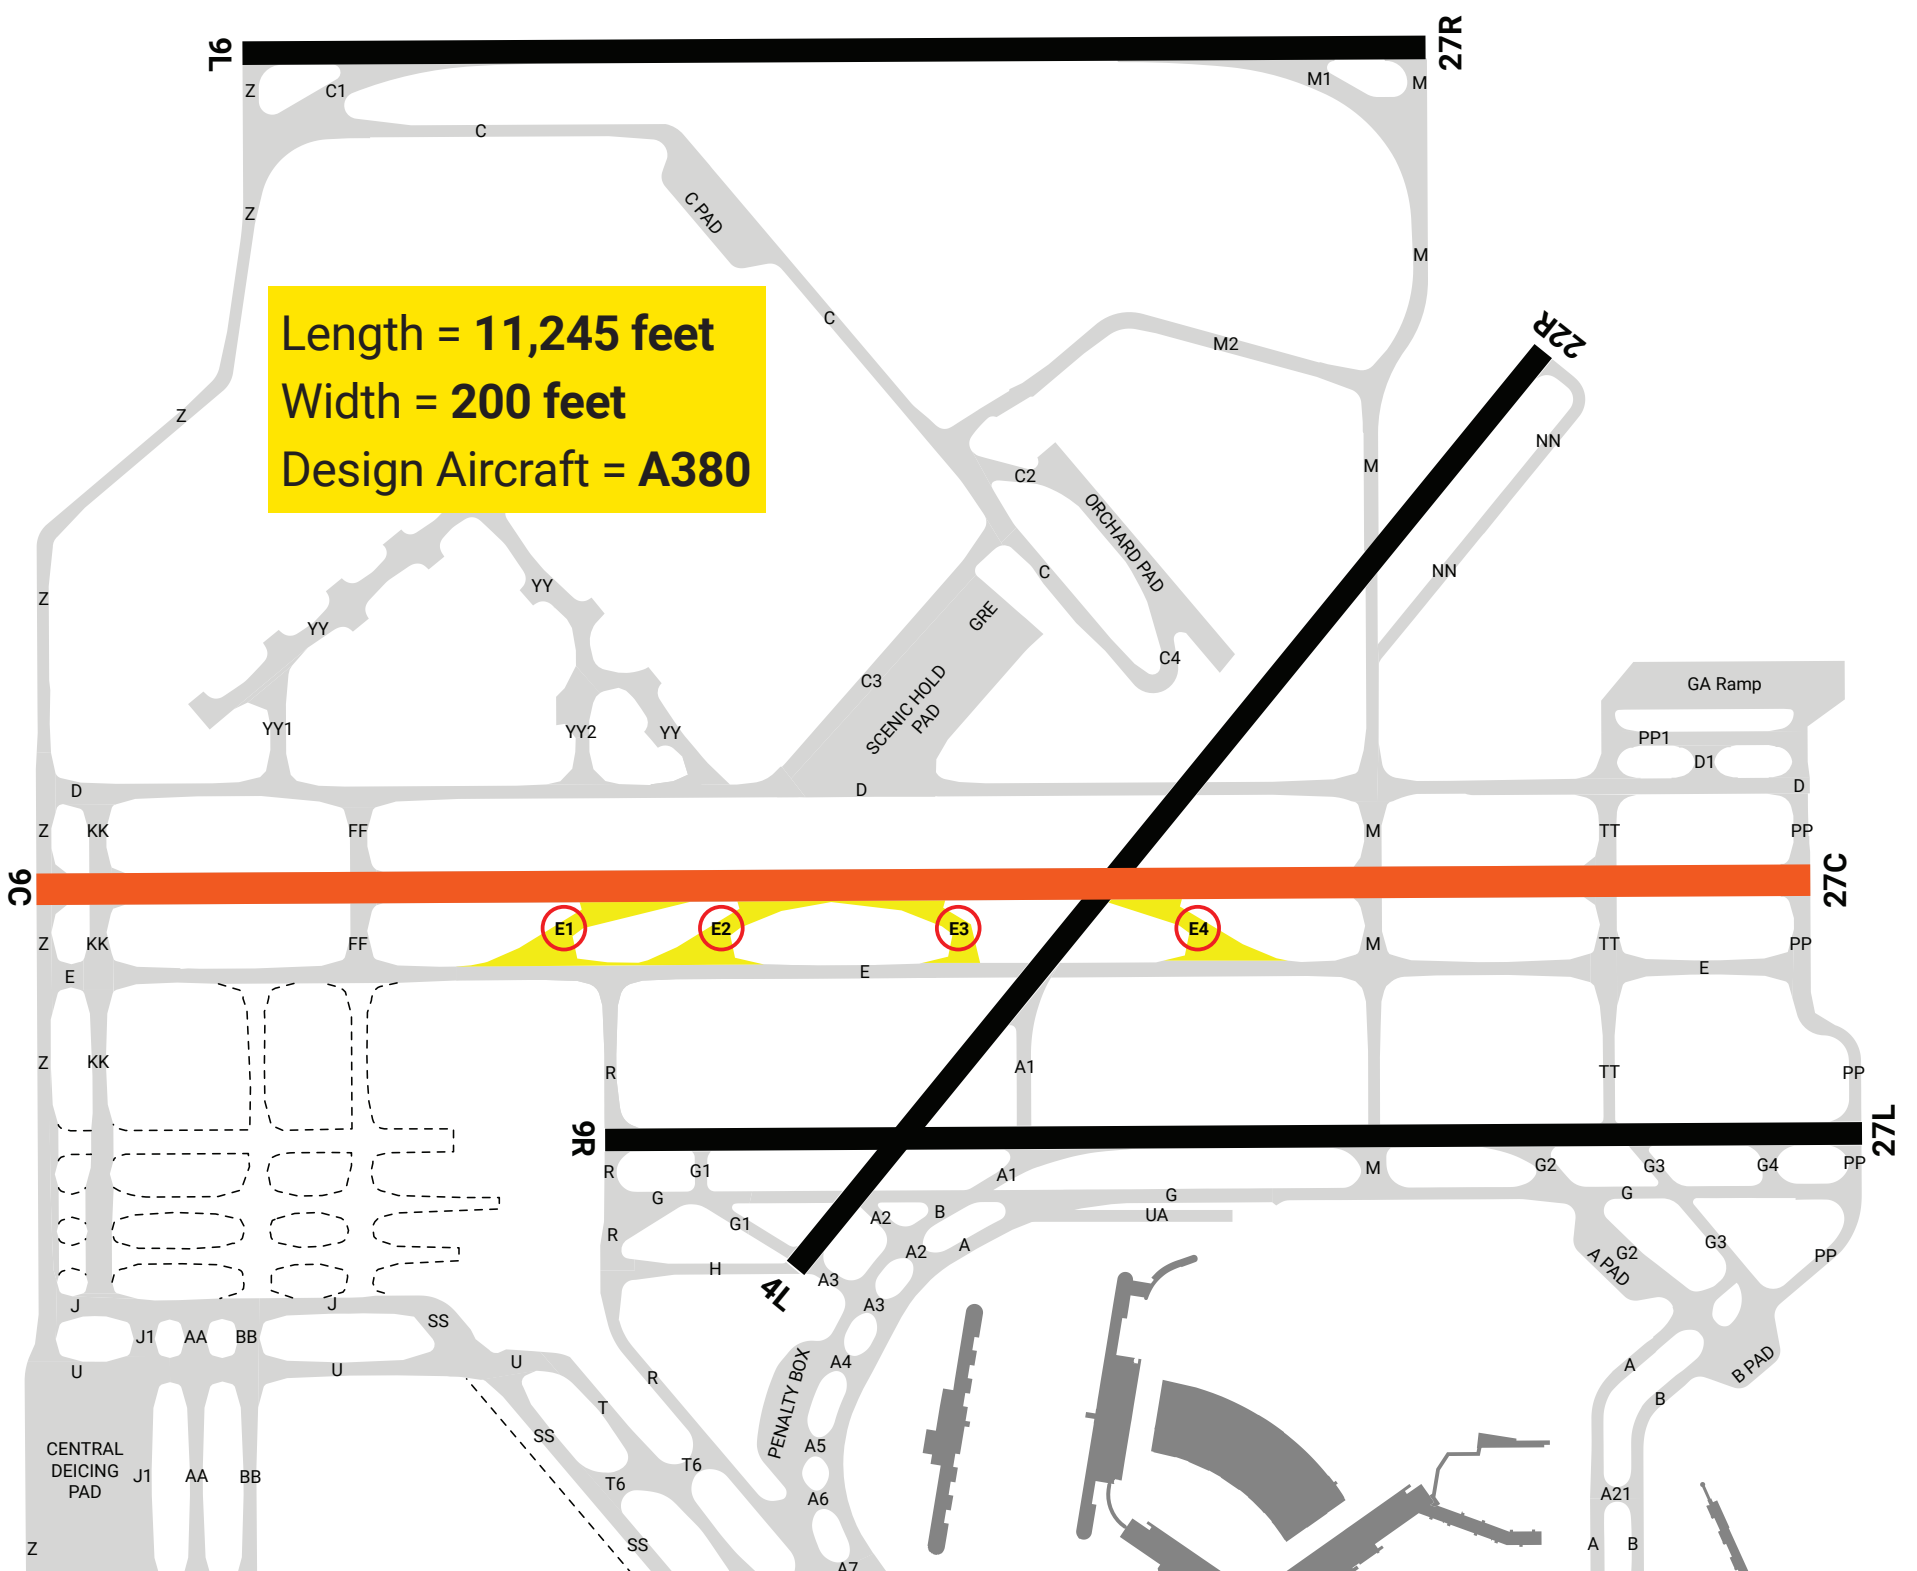 9L
27R
Z
C1
M1
M
C
Z
C PAD
M
Length = 11,245 feet
Width = 200 feet
Design Aircraft = A380
C
M2
22R
Z
NN
M
C2
ORCHARD PAD
NN
C
YY
Z
GRE
YY
C4
C3
SCENIC HOLD
PAD
GA Ramp
YY1
YY2
YY
PP1
D1
D
D
D
Z
KK
FF
M
TT
PP
9C
27C
E1
E2
E3
E4
Z
KK
FF
M
TT
PP
E
E
E
Z
KK
R
A1
TT
PP
9R
27L
R
G1
A1
M
G2
G3
G4
PP
G
G
G
G1
A2
B
UA
R
A2
A
G2
G3
PP
A PAD
H
A3
4L
J
J
A3
SS
J1
AA
BB
U
U
U
A4
PENALTY BOX
R
A
B PAD
B
T
SS
CENTRAL
DEICING
PAD
J1
AA
BB
A5
T6
T6
A6
A21
Z
SS
A7
A
B